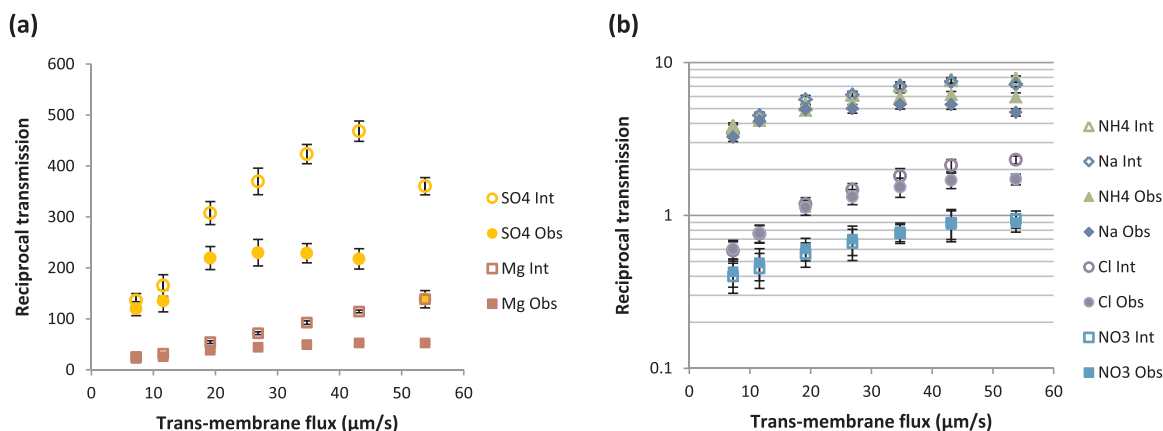 (a)
600
500
400
300
200
100
0
0 10 20 30 40 50 60
Reciprocal transmission
Trans-membrane flux (µm/s)
SO4 Int
SO4 Obs
Mg Int
Mg Obs
(b)
10
1
0.1
0 10 20 30 40 50 60
Reciprocal transmission
Trans-membrane flux (µm/s)
NH4 Int
Na Int
NH4 Obs
Na Obs
Cl Int
Cl Obs
NO3 Int
NO3 Obs